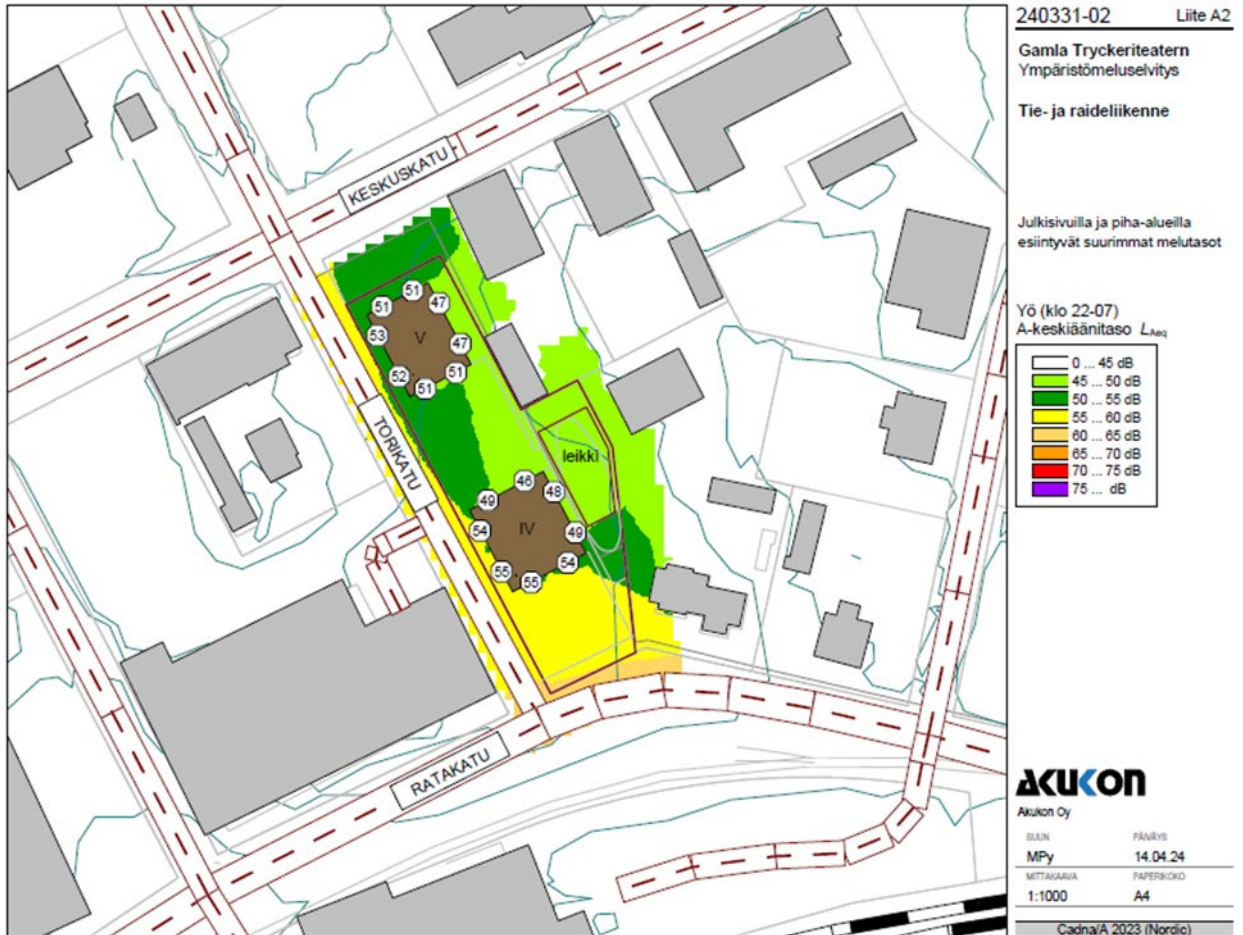 240331-02 Liite A2
Gamla Tryckeriteatern
Ympäristömeluselvitys
Tie- ja raideliikenne
Julkisivuilla ja piha-alueilla
esiintyvät suurimmat melutasot
Yö (klo 22-07)
A-keskiäänitaso LAeq
0 ... 45 dB
45 ... 50 dB
50 ... 55 dB
55 ... 60 dB
60 ... 65 dB
65 ... 70 dB
70 ... 75 dB
75 ... dB
KESKUSKATU
TORIKATU
RATAKATU
51
51
47
53
V
47
52
51
51
leikki
46
49
48
54
IV
49
55
55
54
AKUKON
Akukon Oy
SUUN PÄIVÄYS
MPy 14.04.24
MITTAKAAVA PAPERIKOKO
1:1000 A4
Cadna/A 2023 (Nordic)